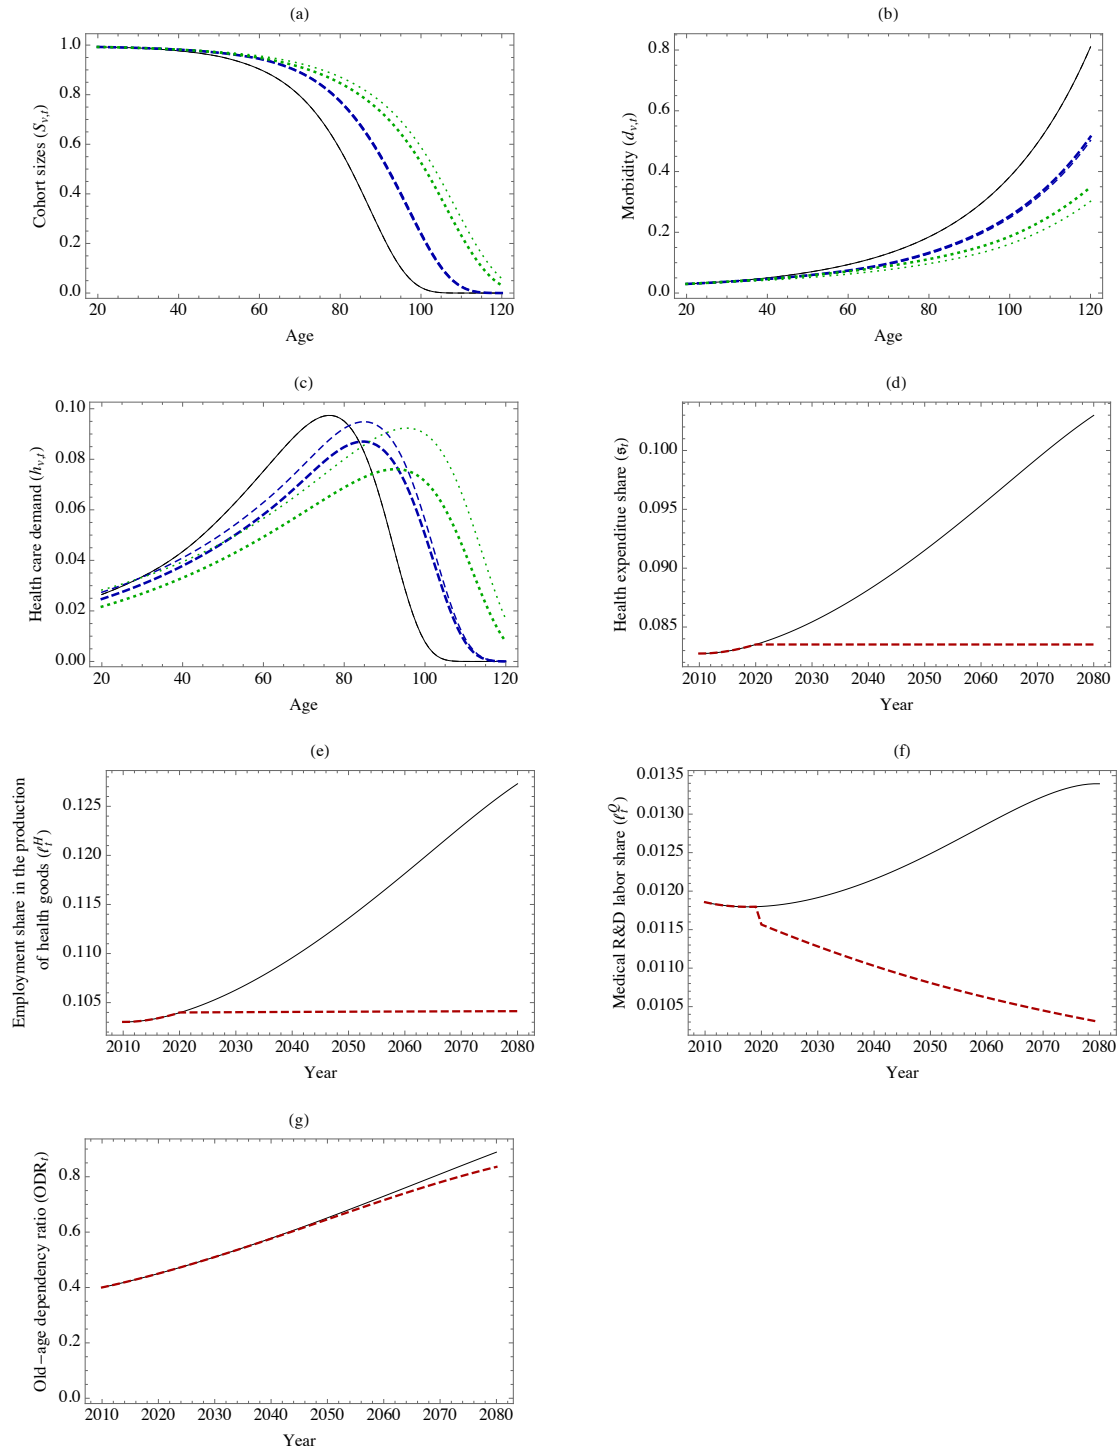 (a)
1.0
0.8
0.6
0.4
0.2
0.0
Cohort sizes (S_{v,t})
20 40 60 80 100 120
Age
(b)
0.8
0.6
0.4
0.2
0.0
Morbidity (d_{v,t})
20 40 60 80 100 120
Age
(c)
0.10
0.08
0.06
0.04
0.02
0.00
Health care demand (h_{v,t})
20 40 60 80 100 120
Age
(d)
0.100
0.095
0.090
0.085
Health expenditue share (𝔰_t)
2010 2020 2030 2040 2050 2060 2070 2080
Year
(e)
0.125
0.120
0.115
0.110
0.105
Employment share in the production
of health goods (ℓ_t^H)
2010 2020 2030 2040 2050 2060 2070 2080
Year
(f)
0.0135
0.0130
0.0125
0.0120
0.0115
0.0110
0.0105
Medical R&D labor share (ℓ_t^Q)
2010 2020 2030 2040 2050 2060 2070 2080
Year
(g)
0.8
0.6
0.4
0.2
0.0
Old−age dependency ratio (ODR_t)
2010 2020 2030 2040 2050 2060 2070 2080
Year